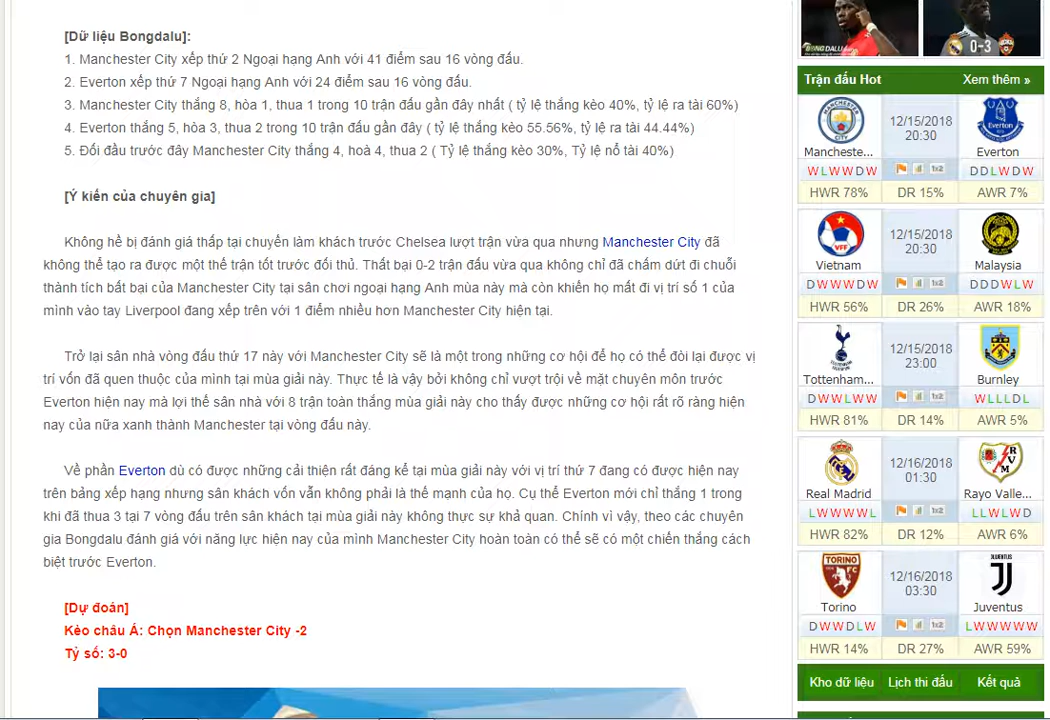 [Dữ liệu Bongdalu]:
1. Manchester City xếp thứ 2 Ngoại hạng Anh với 41 điểm sau 16 vòng đấu.
2. Everton xếp thứ 7 Ngoại hạng Anh với 24 điểm sau 16 vòng đấu.
3. Manchester City thắng 8, hòa 1, thua 1 trong 10 trận đấu gần đây nhất ( tỷ lệ thắng kèo 40%, tỷ lệ ra tài 60%)
4. Everton thắng 5, hòa 3, thua 2 trong 10 trận đấu gần đây ( tỷ lệ thắng kèo 55.56%, tỷ lệ ra tài 44.44%)
5. Đối đầu trước đây Manchester City thắng 4, hoà 4, thua 2 ( Tỷ lệ thắng kèo 30%, Tỷ lệ nổ tài 40%)
[Ý kiến của chuyên gia]
Không hề bị đánh giá thấp tại chuyến làm khách trước Chelsea lượt trận vừa qua nhưng Manchester City đã
không thể tạo ra được một thế trận tốt trước đối thủ. Thất bại 0-2 trận đấu vừa qua không chỉ đã chấm dứt đi chuỗi
thành tích bất bại của Manchester City tại sân chơi ngoại hạng Anh mùa này mà còn khiến họ mất đi vị trí số 1 của
mình vào tay Liverpool đang xếp trên với 1 điểm nhiều hơn Manchester City hiện tại.
Trở lại sân nhà vòng đấu thứ 17 này với Manchester City sẽ là một trong những cơ hội để họ có thể đòi lại được vị
trí vốn đã quen thuộc của mình tại mùa giải này. Thực tế là vậy bởi không chỉ vượt trội về mặt chuyên môn trước
Everton hiện nay mà lợi thế sân nhà với 8 trận toàn thắng mùa giải này cho thấy được những cơ hội rất rõ ràng hiện
nay của nữa xanh thành Manchester tại vòng đấu này.
Về phần Everton dù có được những cải thiện rất đáng kể tại mùa giải này với vị trí thứ 7 đang có được hiện nay
trên bảng xếp hạng nhưng sân khách vốn vẫn không phải là thế mạnh của họ. Cụ thể Everton mới chỉ thắng 1 trong
khi đã thua 3 tại 7 vòng đấu trên sân khách tại mùa giải này không thực sự khả quan. Chính vì vậy, theo các chuyên
gia Bongdalu đánh giá với năng lực hiện nay của mình Manchester City hoàn toàn có thể sẽ có một chiến thắng cách
biệt trước Everton.
[Dự đoán]
Kèo châu Á: Chọn Manchester City -2
Tỷ số: 3-0
BONGDALU
0-3
Trận đấu Hot Xem thêm »
12/15/2018
20:30
Mancheste... Everton
WLWWDW 1x2 DDLWDW
HWR 78% DR 15% AWR 7%
12/15/2018
20:30
Vietnam Malaysia
DWWWDW 1x2 DDDWLW
HWR 56% DR 26% AWR 18%
12/15/2018
23:00
Tottenham... Burnley
DWWLWW 1x2 WLLLDL
HWR 81% DR 14% AWR 5%
12/16/2018
01:30
Real Madrid Rayo Valle...
LWWWWL 1x2 LLWLWD
HWR 82% DR 12% AWR 6%
12/16/2018
03:30
Torino Juventus
DWWDLW 1x2 LWWWWW
HWR 14% DR 27% AWR 59%
Kho dữ liệu Lịch thi đấu Kết quả